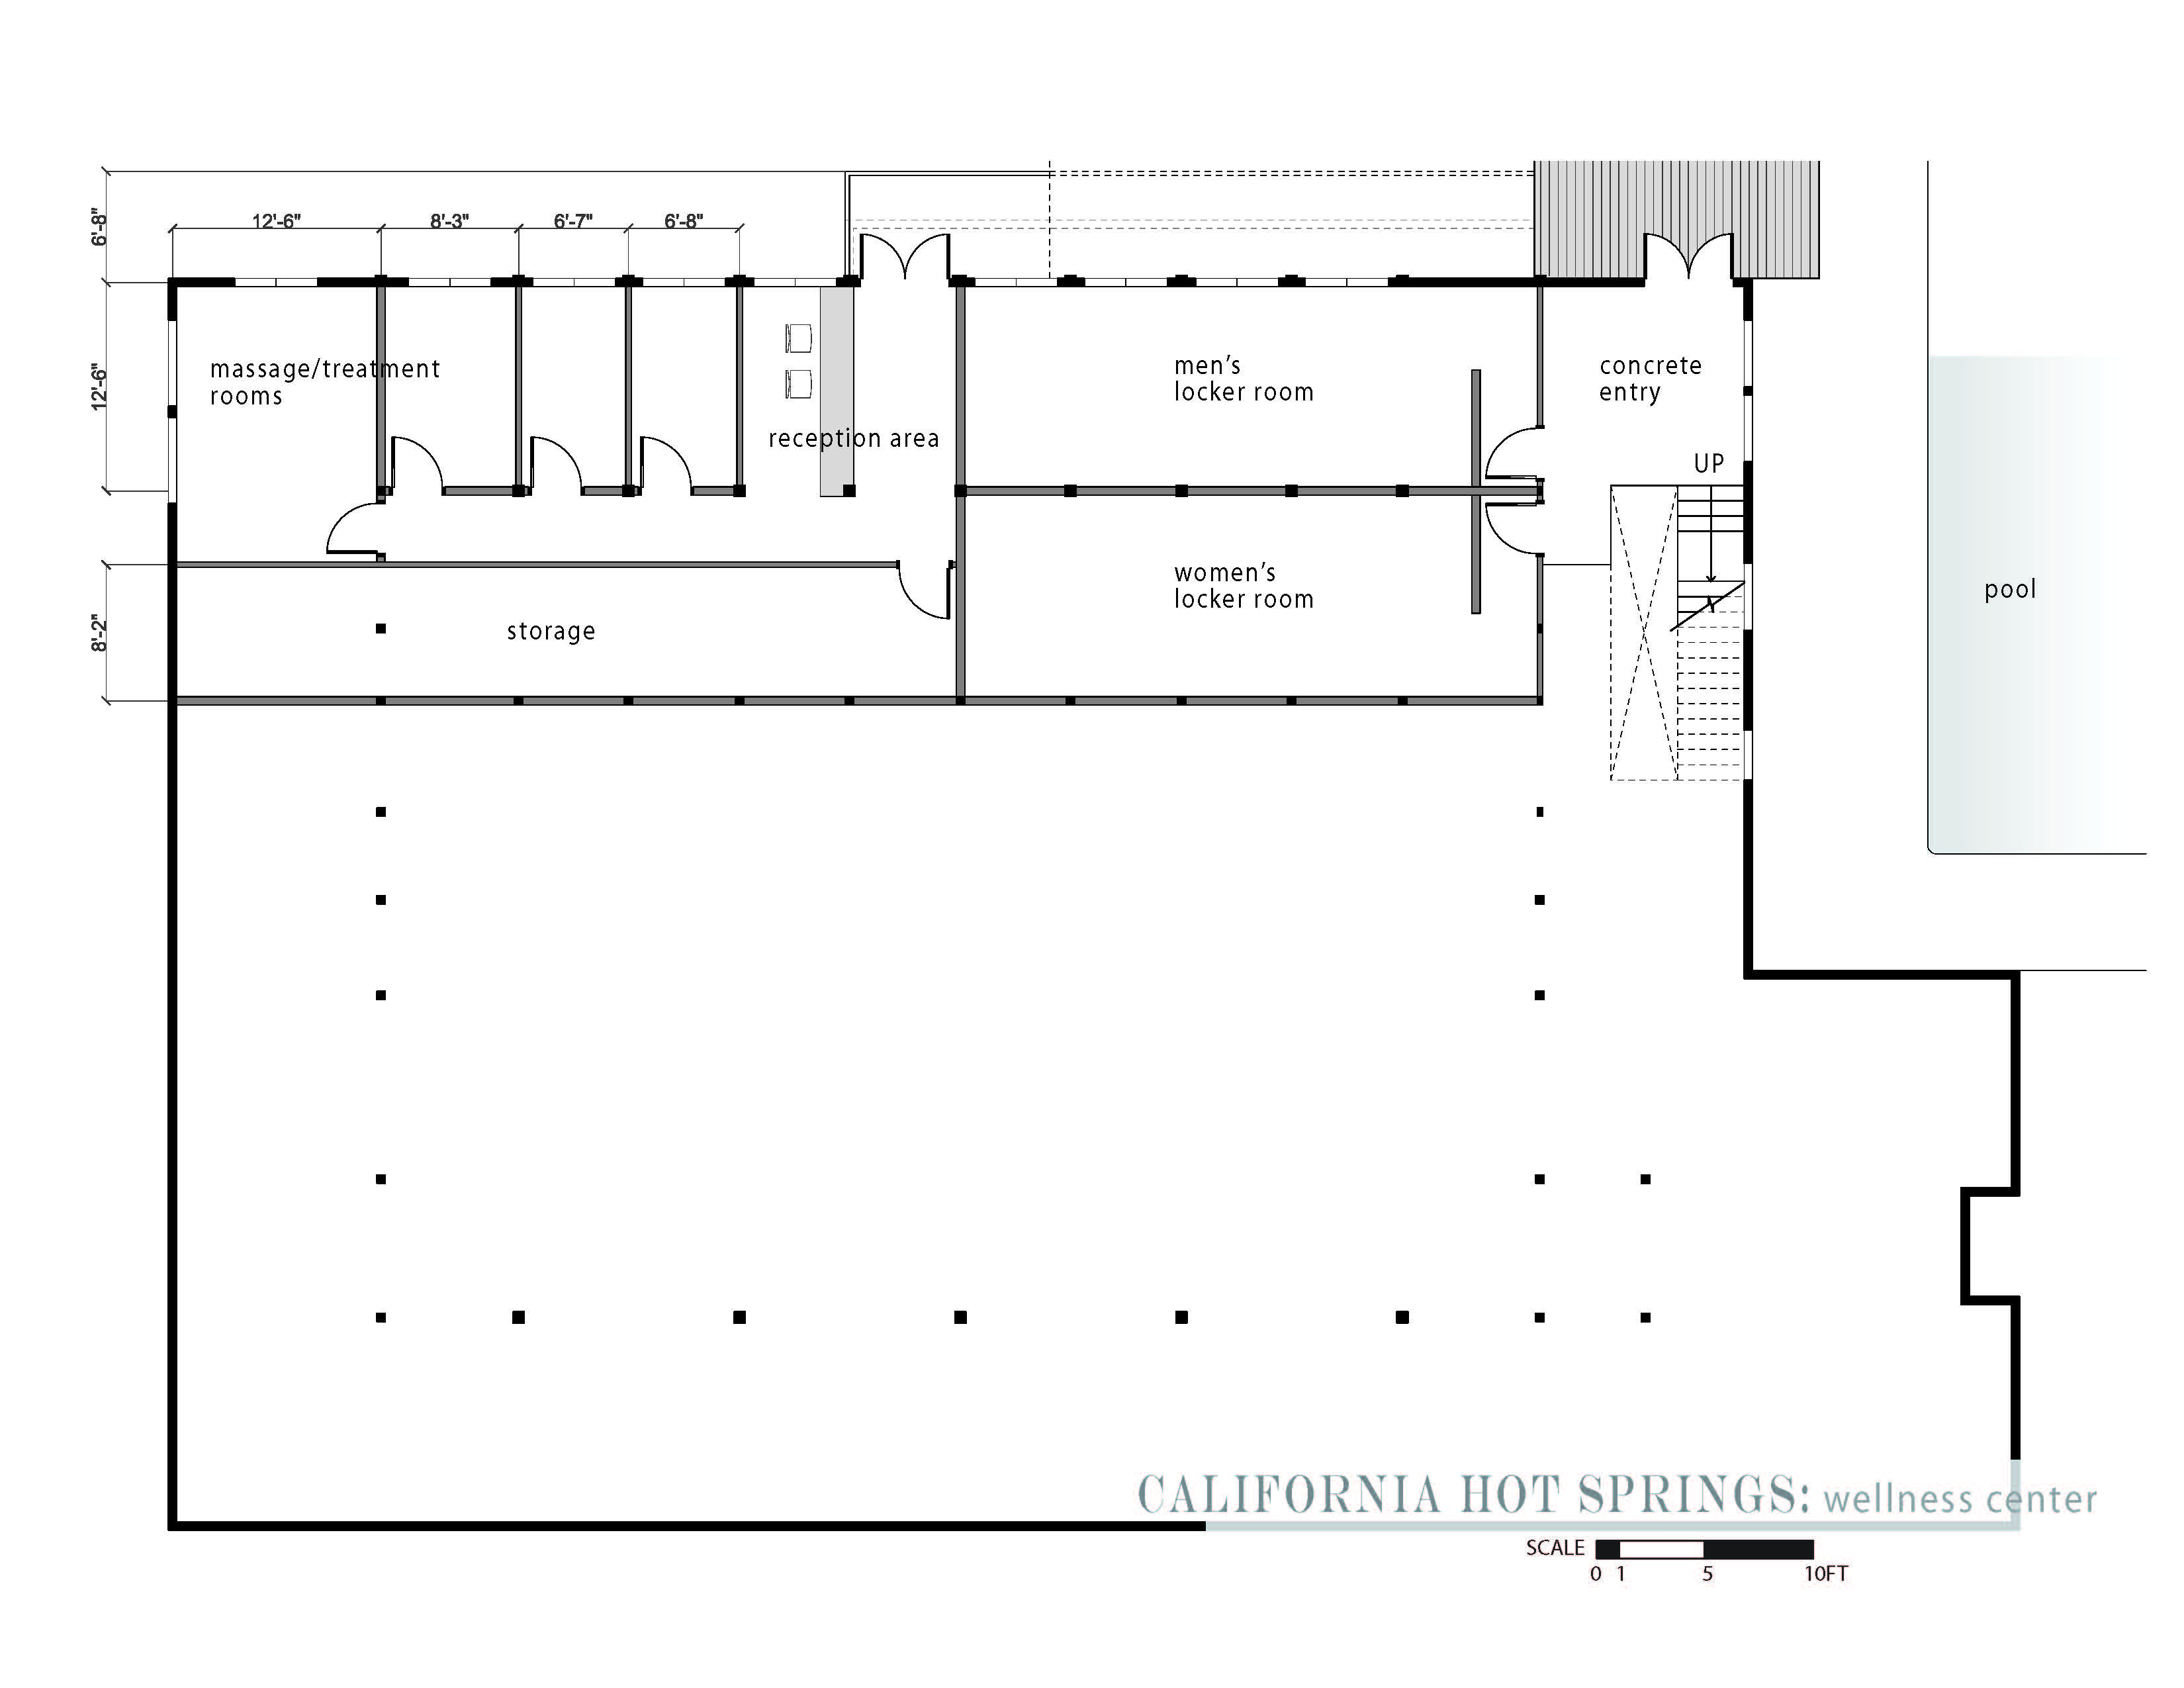 6'-8"
12'-6"
8'-3"
6'-7"
6'-8"
12'-6"
massage/treatment
rooms
reception area
men's
locker room
concrete
entry
UP
women's
locker room
pool
8'-2"
storage
CALIFORNIA HOT SPRINGS: wellness center
SCALE
0 1 5 10FT